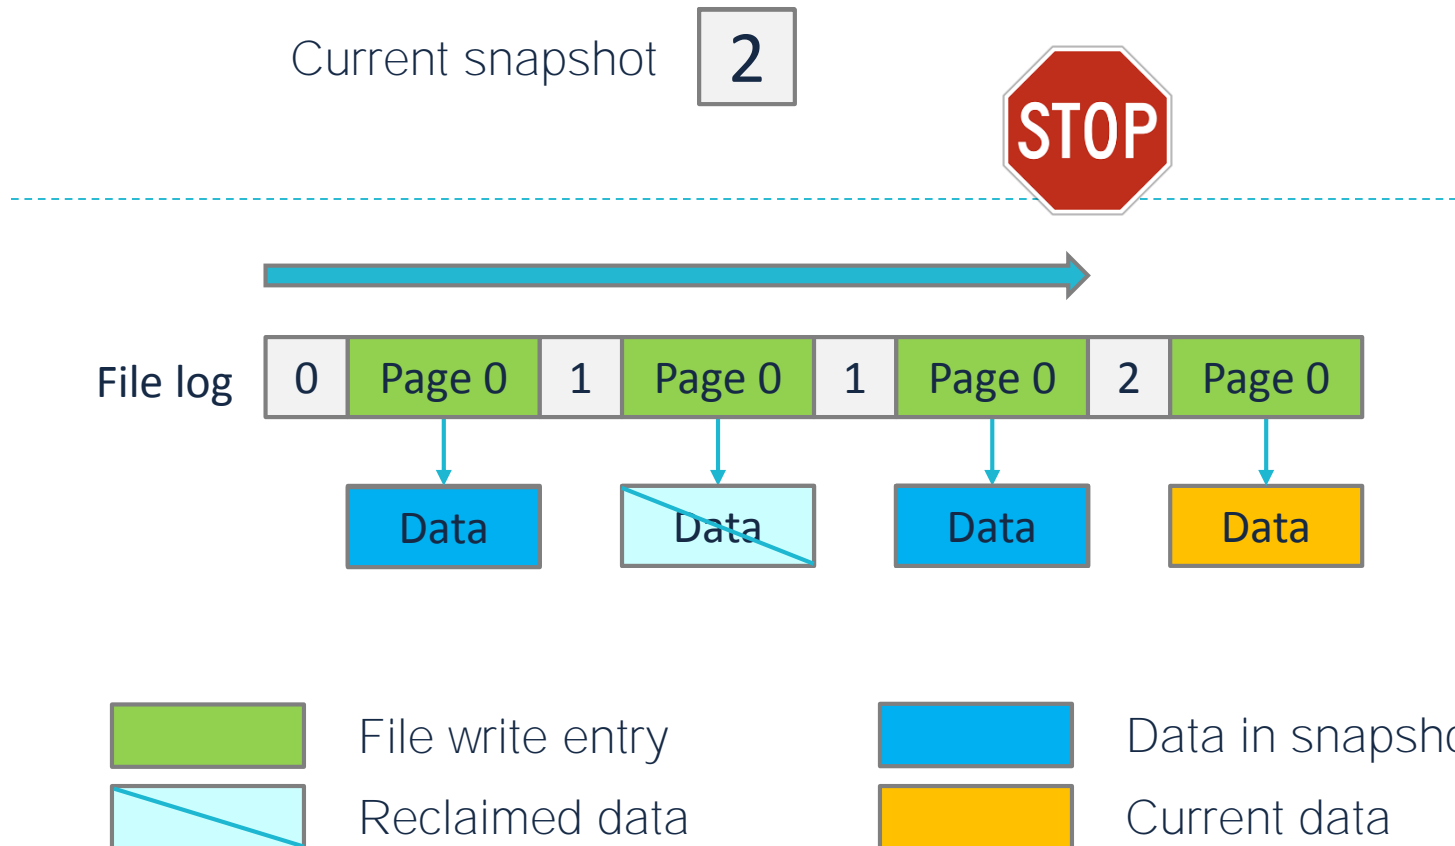 Current snapshot 2
STOP
File log 0 Page 0 1 Page 0 1 Page 0 2 Page 0
Data Data Data Data
File write entry Data in
Reclaimed data Current data